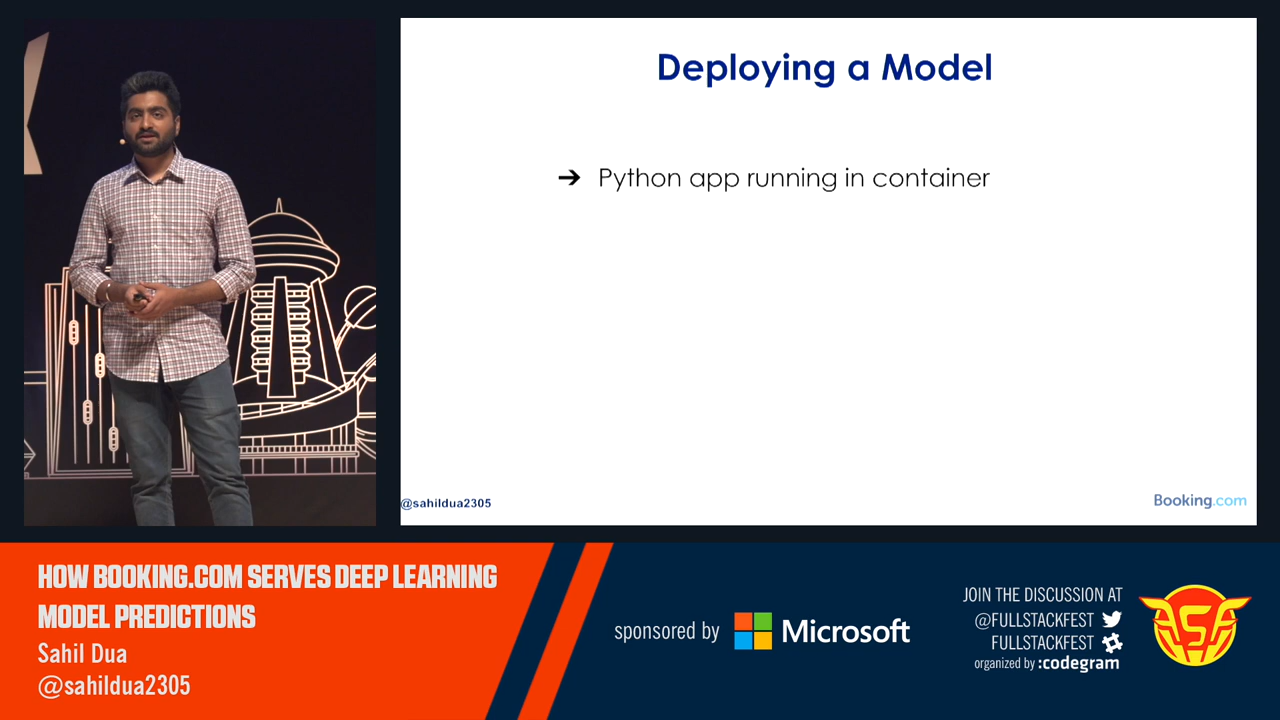 Deploying a Model
➔ Python app running in container
@sahildua2305
Booking.com
HOW BOOKING.COM SERVES DEEP LEARNING
MODEL PREDICTIONS
Sahil Dua
@sahildua2305
sponsored by Microsoft
JOIN THE DISCUSSION AT
@FULLSTACKFEST
FULLSTACKFEST
organized by :codegram
FSF